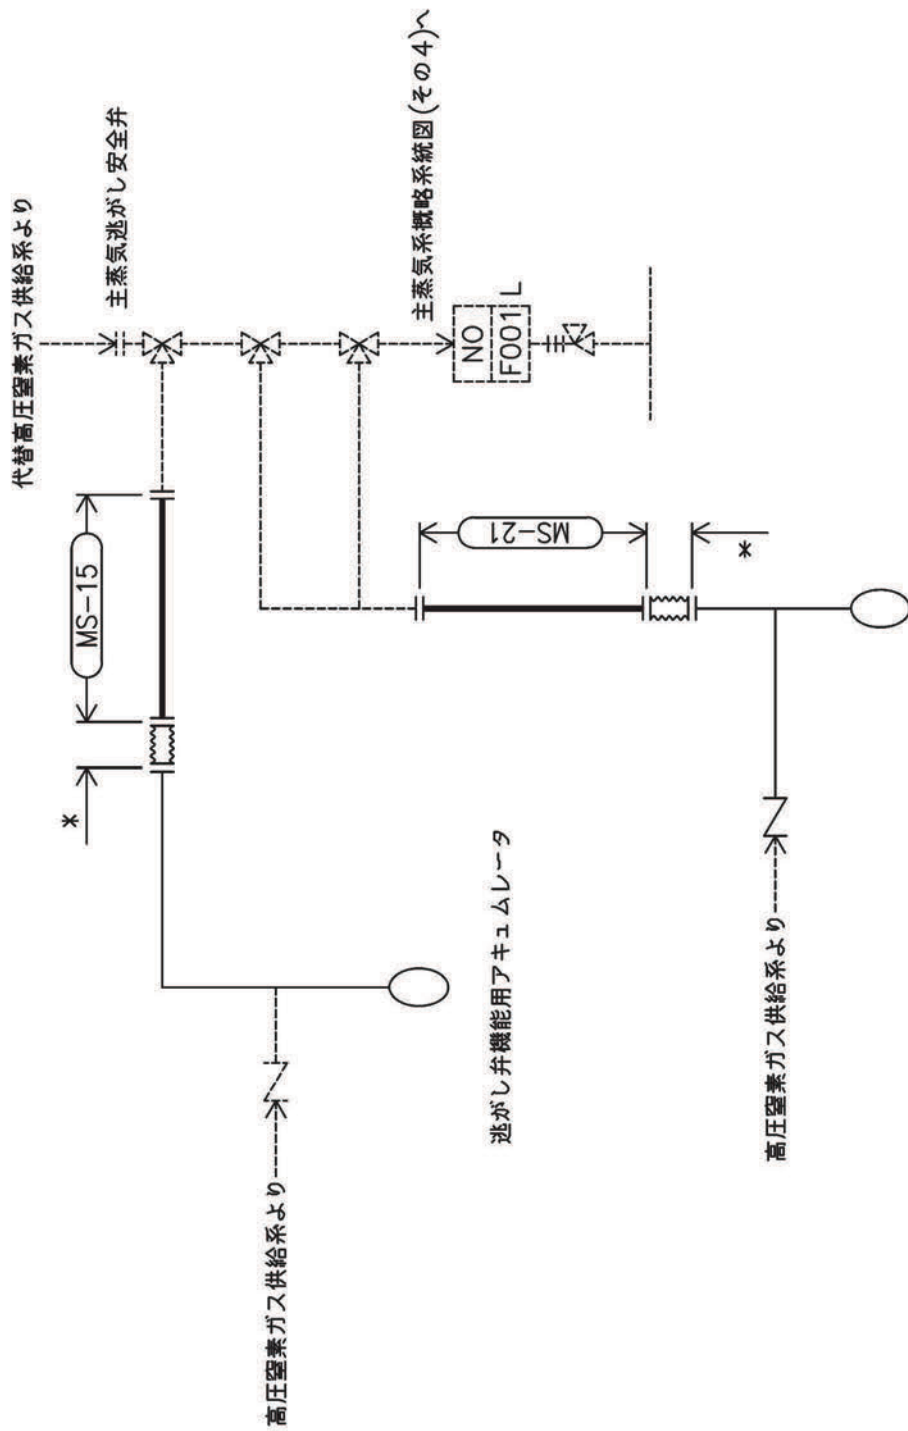 代替高圧窒素ガス供給系より
主蒸気逃がし安全弁
MS-15
*
主蒸気系概略系統図(その4)へ
NO
F001
L
MS-21
*
逃がし弁機能用アキュムレータ
高圧窒素ガス供給系より
高圧窒素ガス供給系より